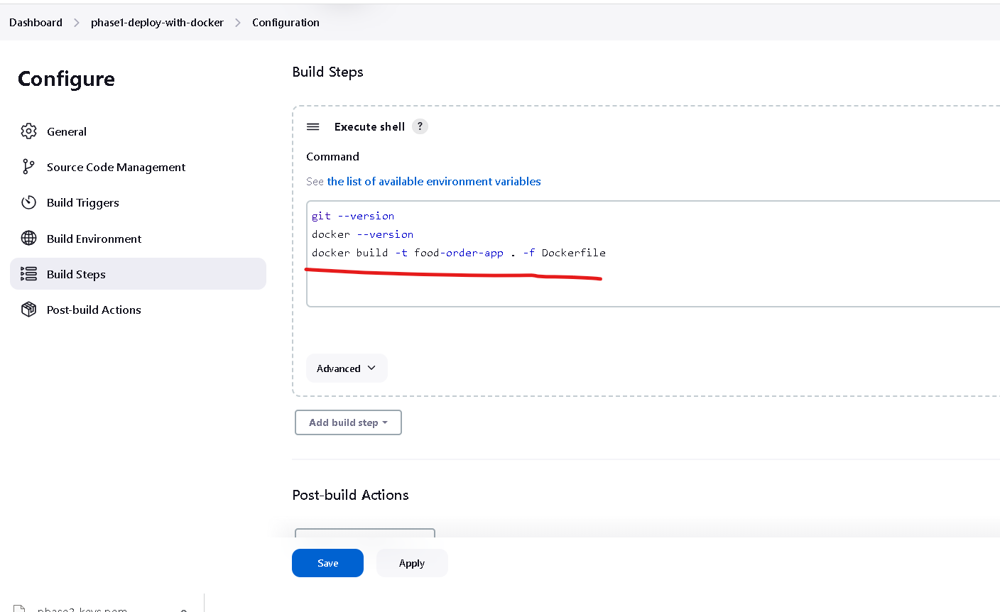 Dashboard > phase1-deploy-with-docker > Configuration
Configure
General
Source Code Management
Build Triggers
Build Environment
Build Steps
Post-build Actions
Build Steps
Execute shell ?
Command
See the list of available environment variables
git --version
docker --version
docker build -t food-order-app . -f Dockerfile
Advanced
Add build step
Post-build Actions
Save
Apply